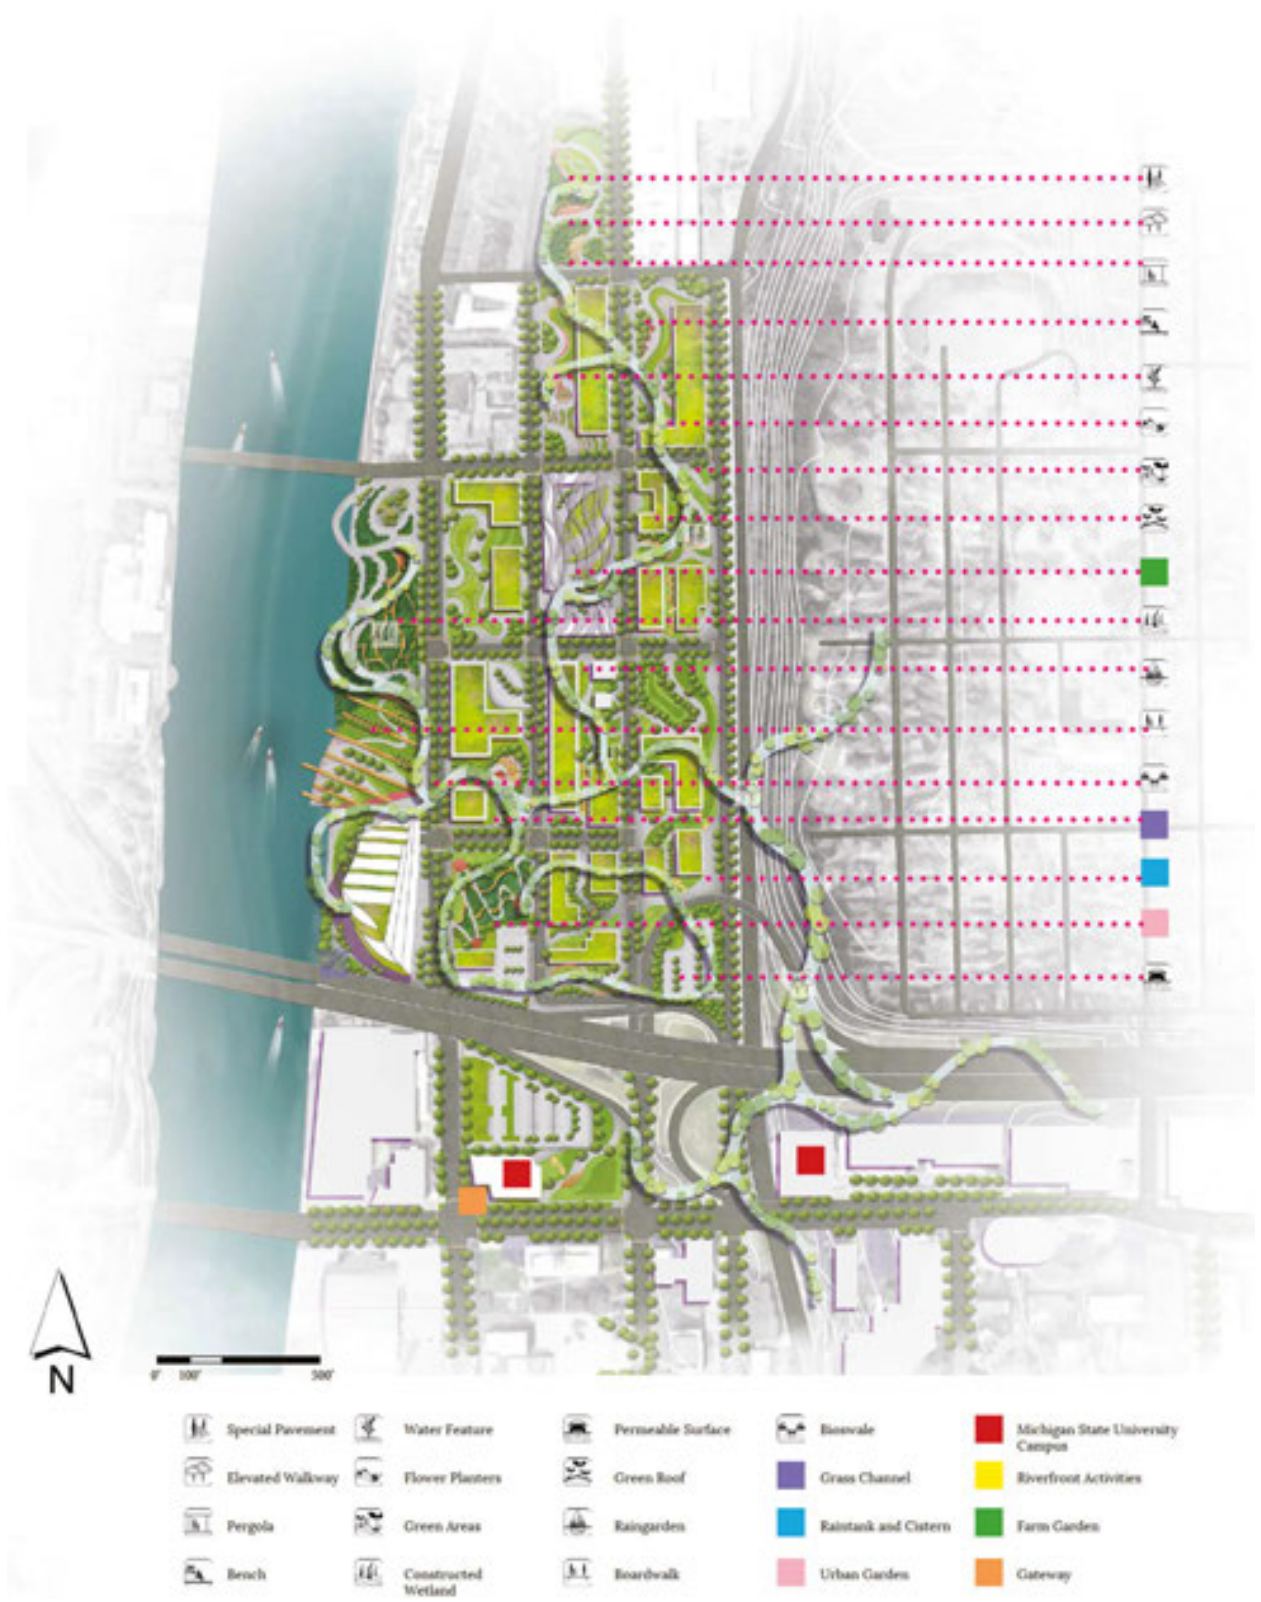 N
0' 100' 500'
Special Pavement
Water Feature
Permeable Surface
Bioswale
Michigan State University
Campus
Elevated Walkway
Flower Planters
Green Roof
Grass Channel
Riverfront Activities
Pergola
Green Areas
Raingarden
Raintank and Cistern
Farm Garden
Bench
Constructed
Wetland
Boardwalk
Urban Garden
Gateway